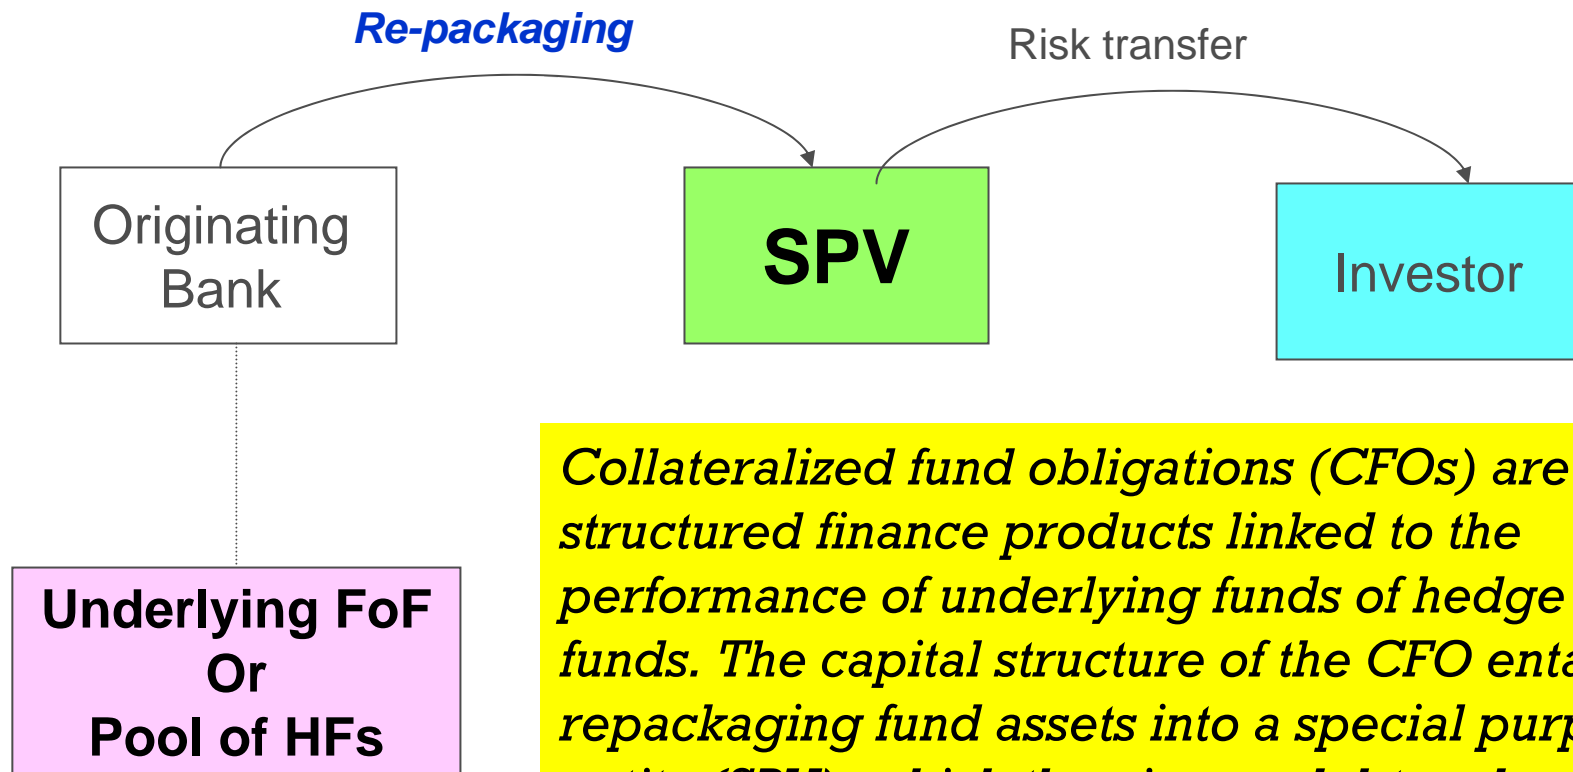 Re-packaging
Risk transfer
Originating
Bank
SPV
Investor
Underlying FoF
Or
Pool of HFs
Collateralized fund obligations (CFOs) are
structured finance products linked to the
performance of underlying funds of hedge
funds. The capital structure of the CFO enta
repackaging fund assets into a special purp
(SPV)